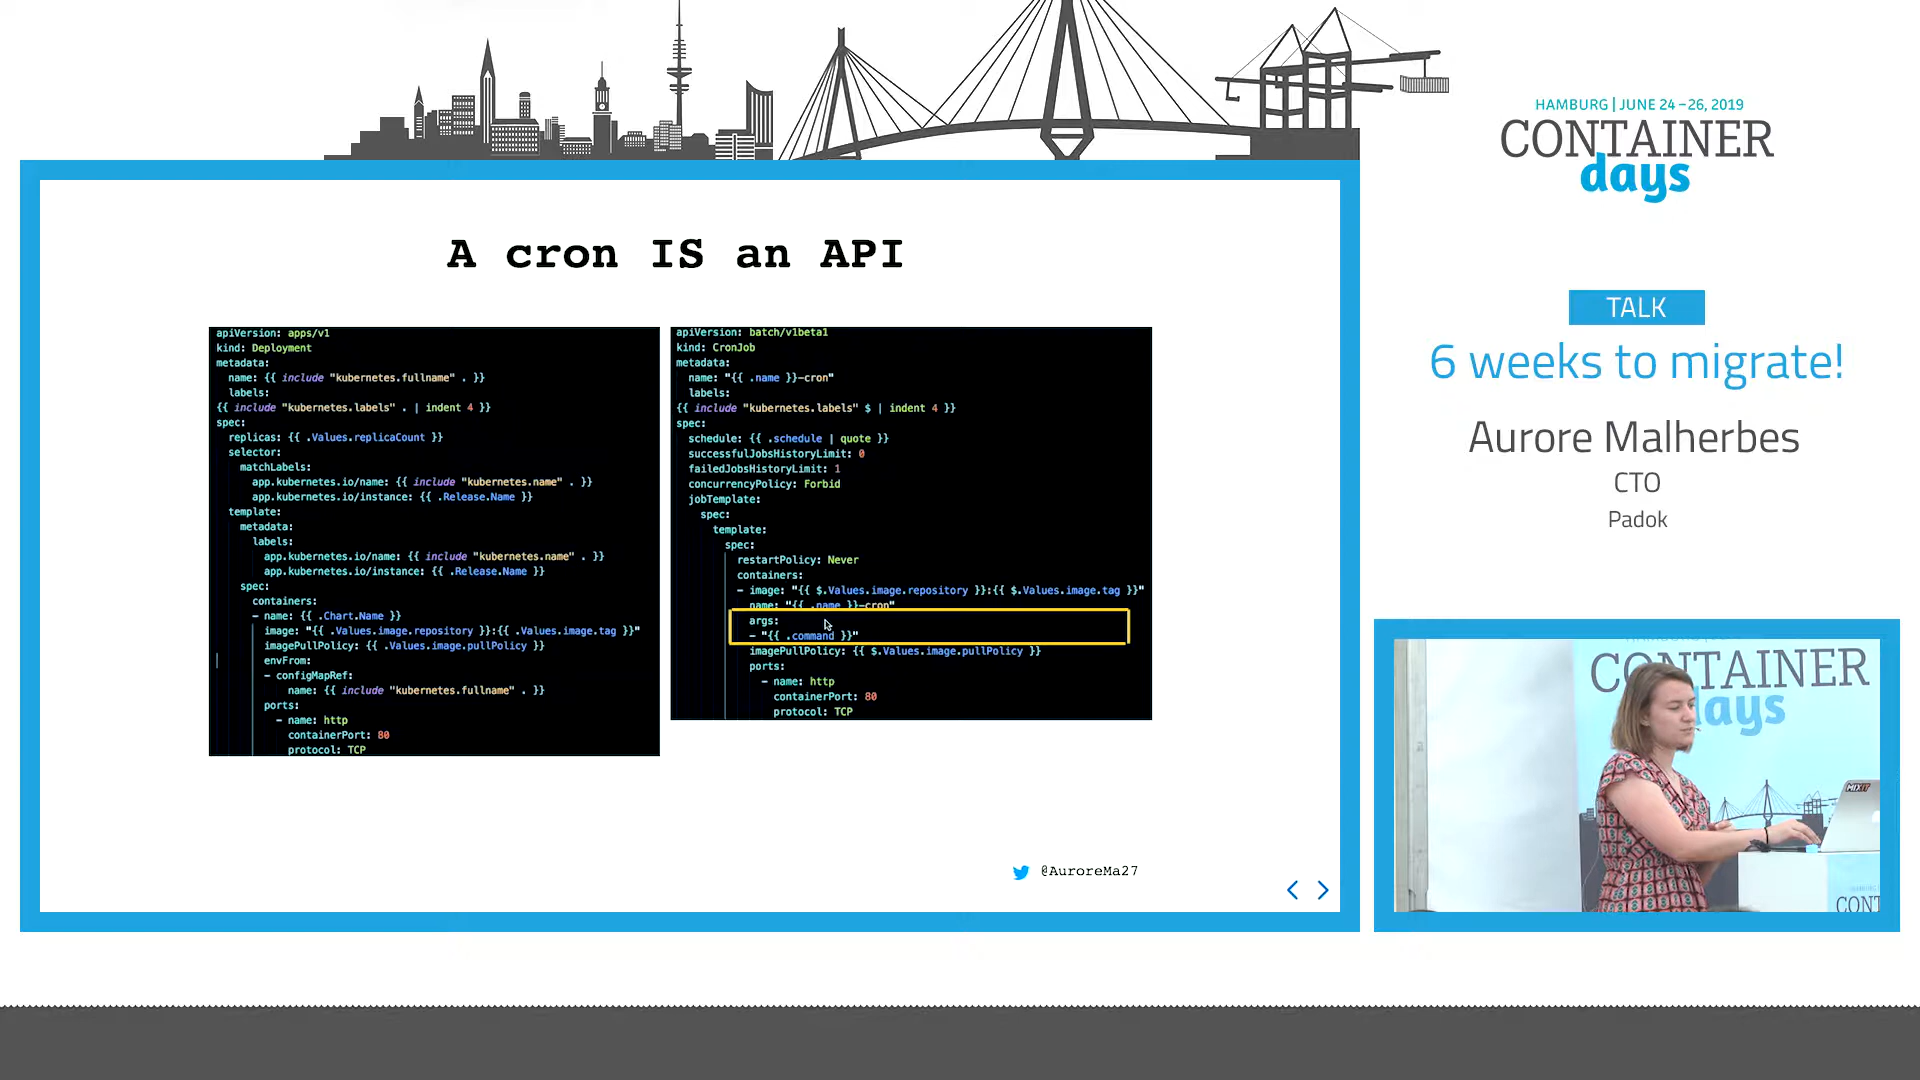 HAMBURG | JUNE 24 – 26, 2019
CONTAINER
days
A cron IS an API
apiVersion: apps/v1
kind: Deployment
metadata:
name: {{ include "kubernetes.fullname" . }}
labels:
{{ include "kubernetes.labels" . | indent 4 }}
spec:
replicas: {{ .Values.replicaCount }}
selector:
matchLabels:
app.kubernetes.io/name: {{ include "kubernetes.name" . }}
app.kubernetes.io/instance: {{ .Release.Name }}
template:
metadata:
labels:
app.kubernetes.io/name: {{ include "kubernetes.name" . }}
app.kubernetes.io/instance: {{ .Release.Name }}
spec:
containers:
- name: {{ .Chart.Name }}
image: "{{ .Values.image.repository }}:{{ .Values.image.tag }}"
imagePullPolicy: {{ .Values.image.pullPolicy }}
envFrom:
- configMapRef:
name: {{ include "kubernetes.fullname" . }}
ports:
- name: http
containerPort: 80
protocol: TCP
apiVersion: batch/v1beta1
kind: CronJob
metadata:
name: "{{ .name }}-cron"
labels:
{{ include "kubernetes.labels" $ | indent 4 }}
spec:
schedule: {{ .schedule | quote }}
successfulJobsHistoryLimit: 0
failedJobsHistoryLimit: 1
concurrencyPolicy: Forbid
jobTemplate:
spec:
template:
spec:
restartPolicy: Never
containers:
- image: "{{ $.Values.image.repository }}:{{ $.Values.image.tag }}"
name: "{{ .name }}-cron"
args:
- "{{ .command }}"
imagePullPolicy: {{ $.Values.image.pullPolicy }}
ports:
- name: http
containerPort: 80
protocol: TCP
@AuroreMa27
TALK
6 weeks to migrate!
Aurore Malherbes
CTO
Padok
CONTAINER
days
MIXIT
CONT